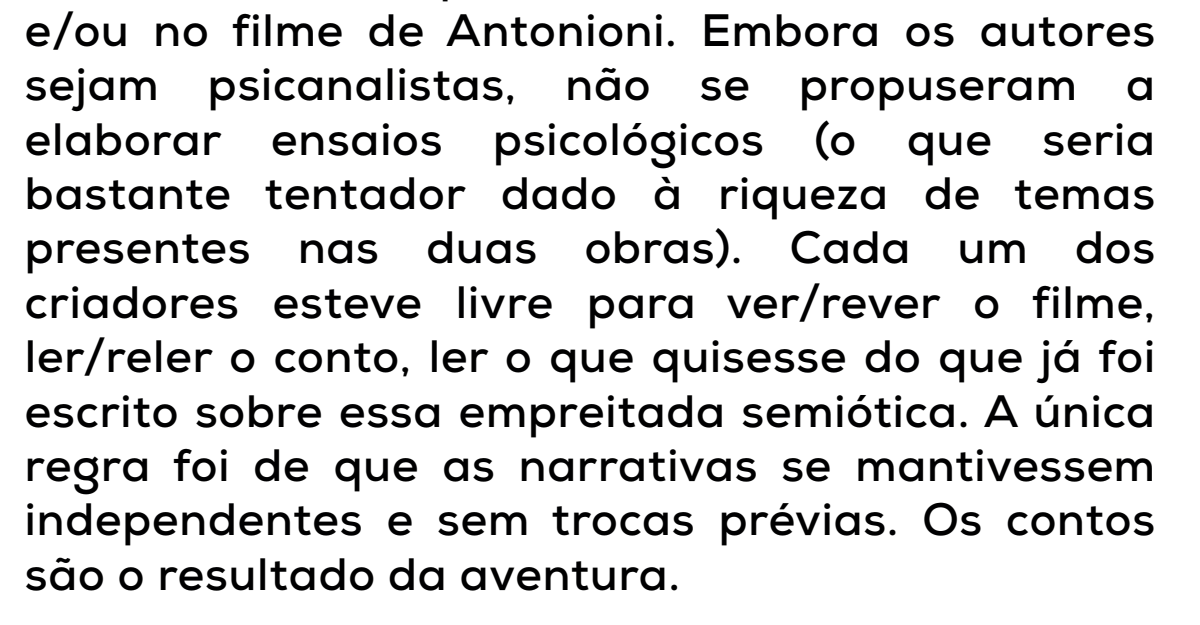 e/ou no filme de Antonioni. Embora os autores
sejam psicanalistas, não se propuseram a
elaborar ensaios psicológicos (o que seria
bastante tentador dado à riqueza de temas
presentes nas duas obras). Cada um dos
criadores esteve livre para ver/rever o filme,
ler/reler o conto, ler o que quisesse do que já foi
escrito sobre essa empreitada semiótica. A única
regra foi de que as narrativas se mantivessem
independentes e sem trocas prévias. Os contos
são o resultado da aventura.